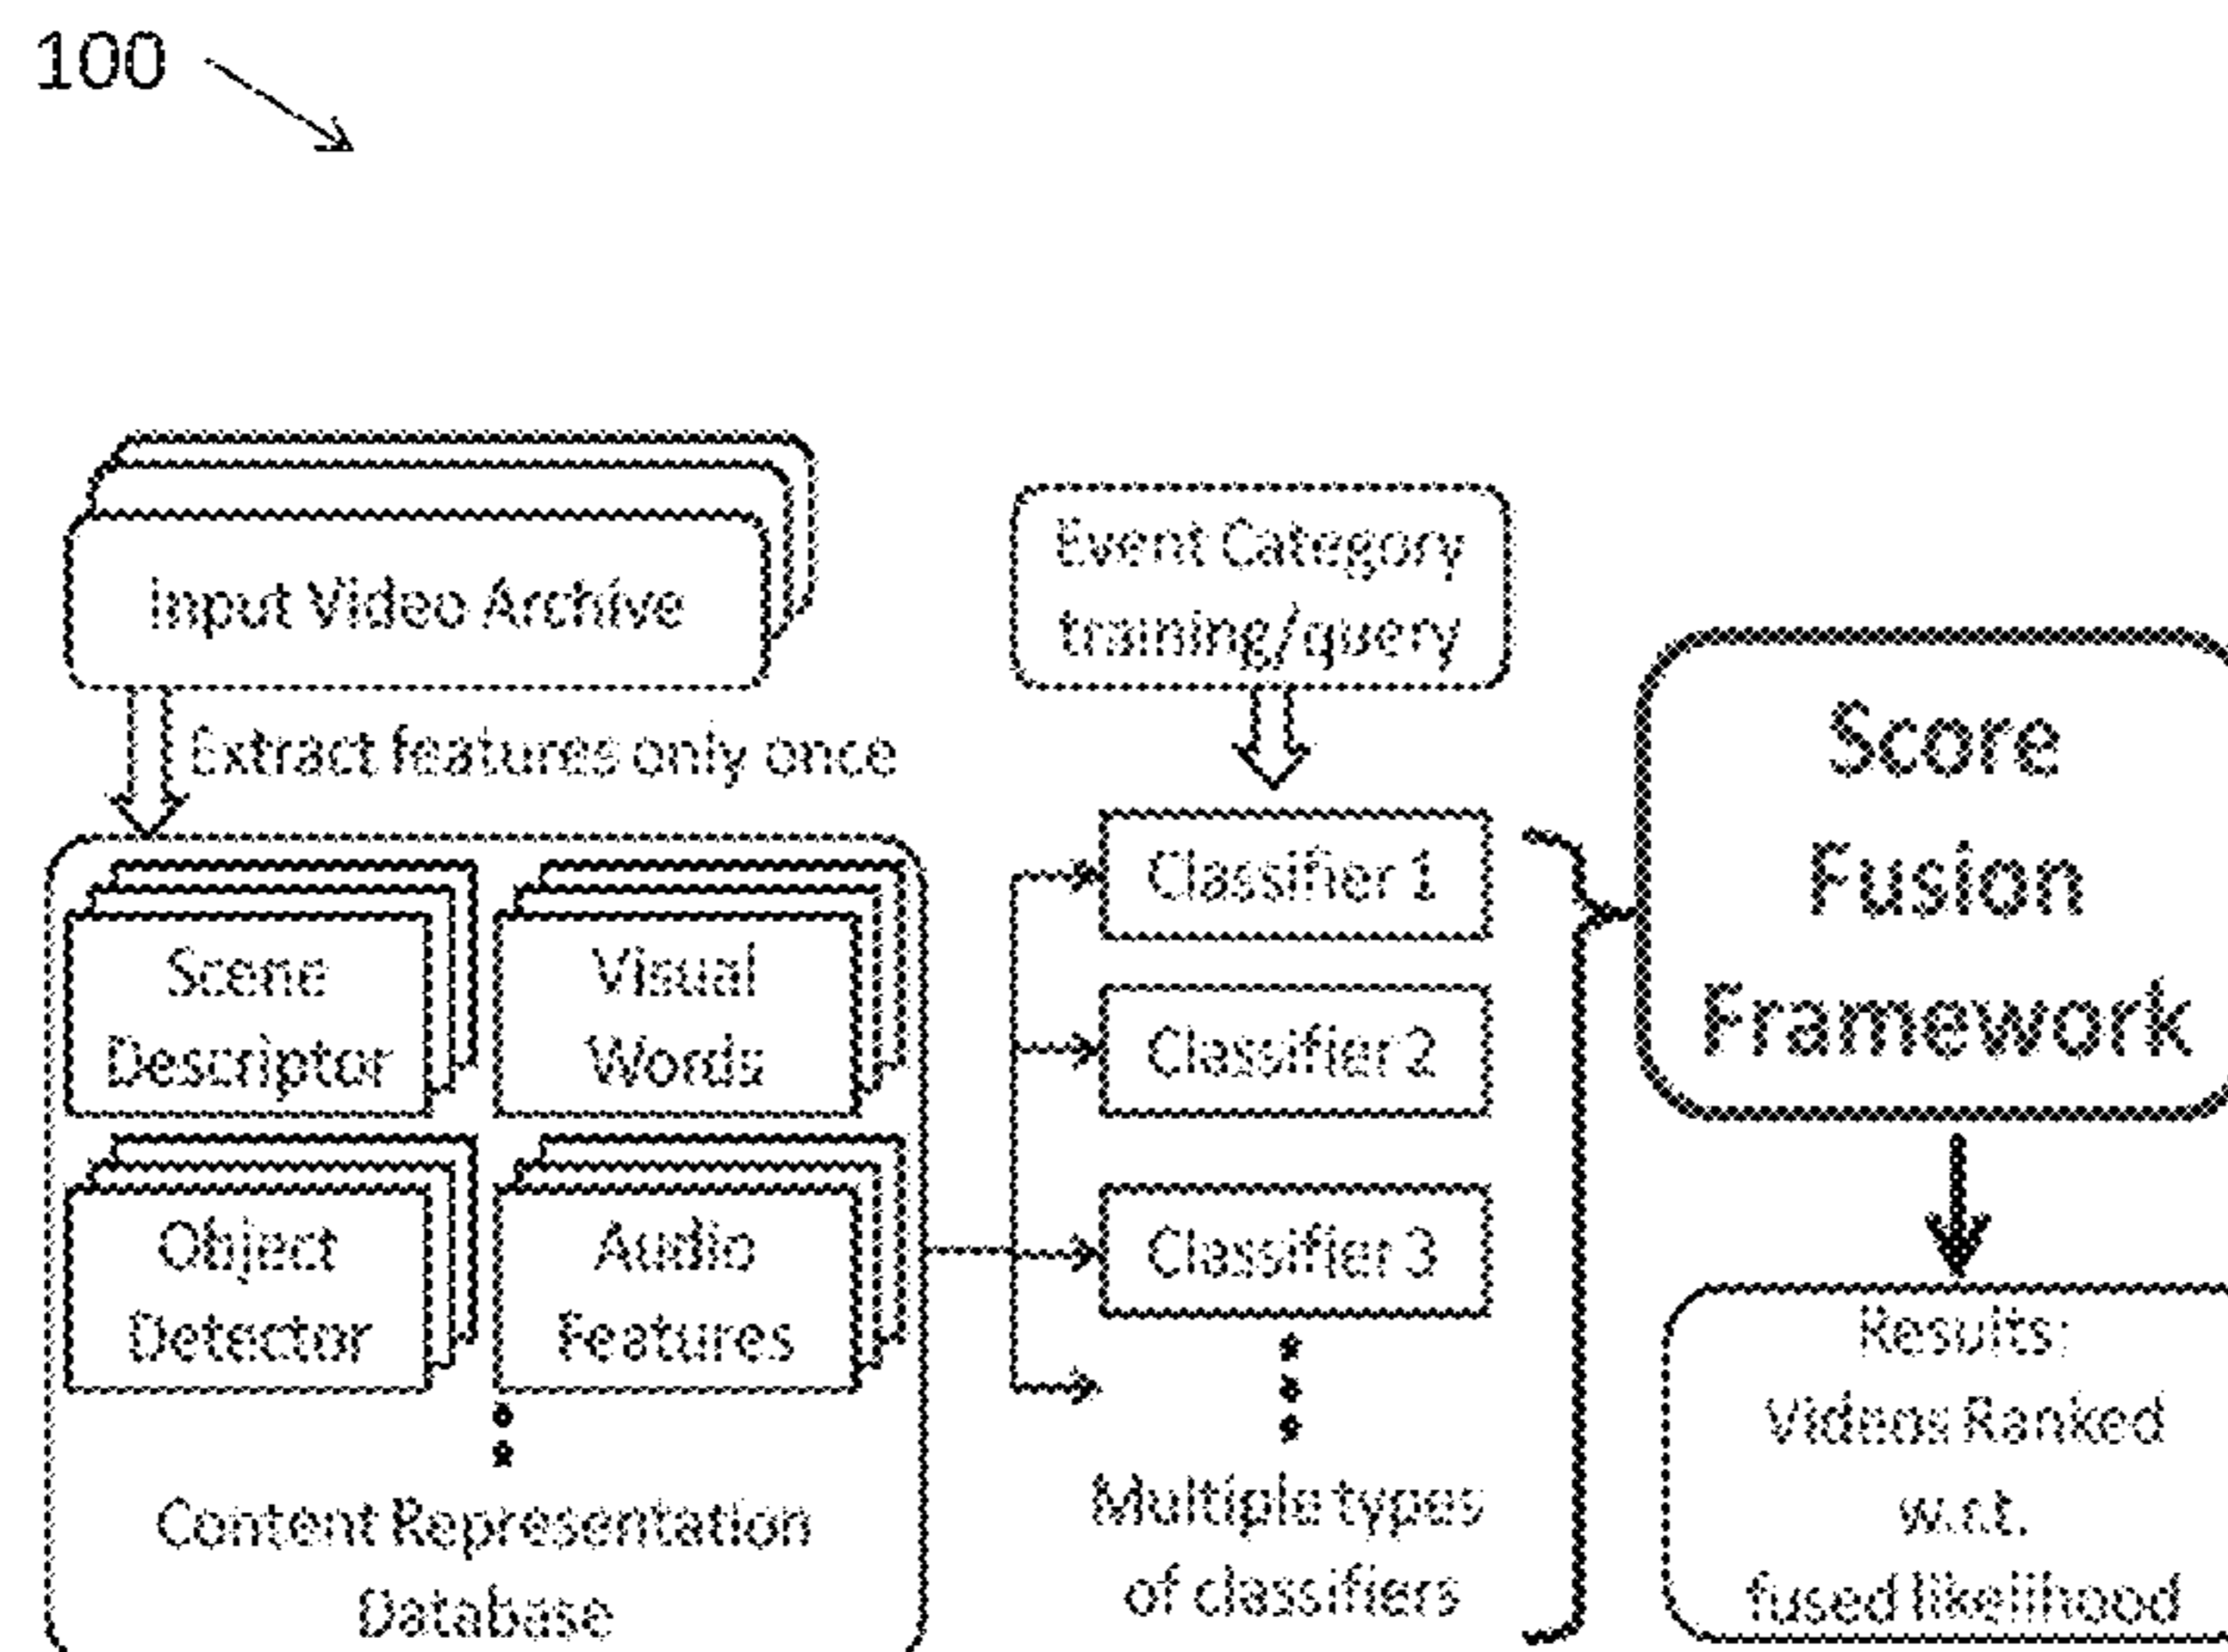 100
Input Video Archive
Extract features only once
Scene
Descriptor
Visual
Words
Object
Detector
Audio
Features
Content Representation
Database
Event Category
training/query
Classifier 1
Classifier 2
Classifier 3
Multiple types
of classifiers
Score
Fusion
Framework
Results:
Videos Ranked
w.r.t.
fused likelihood